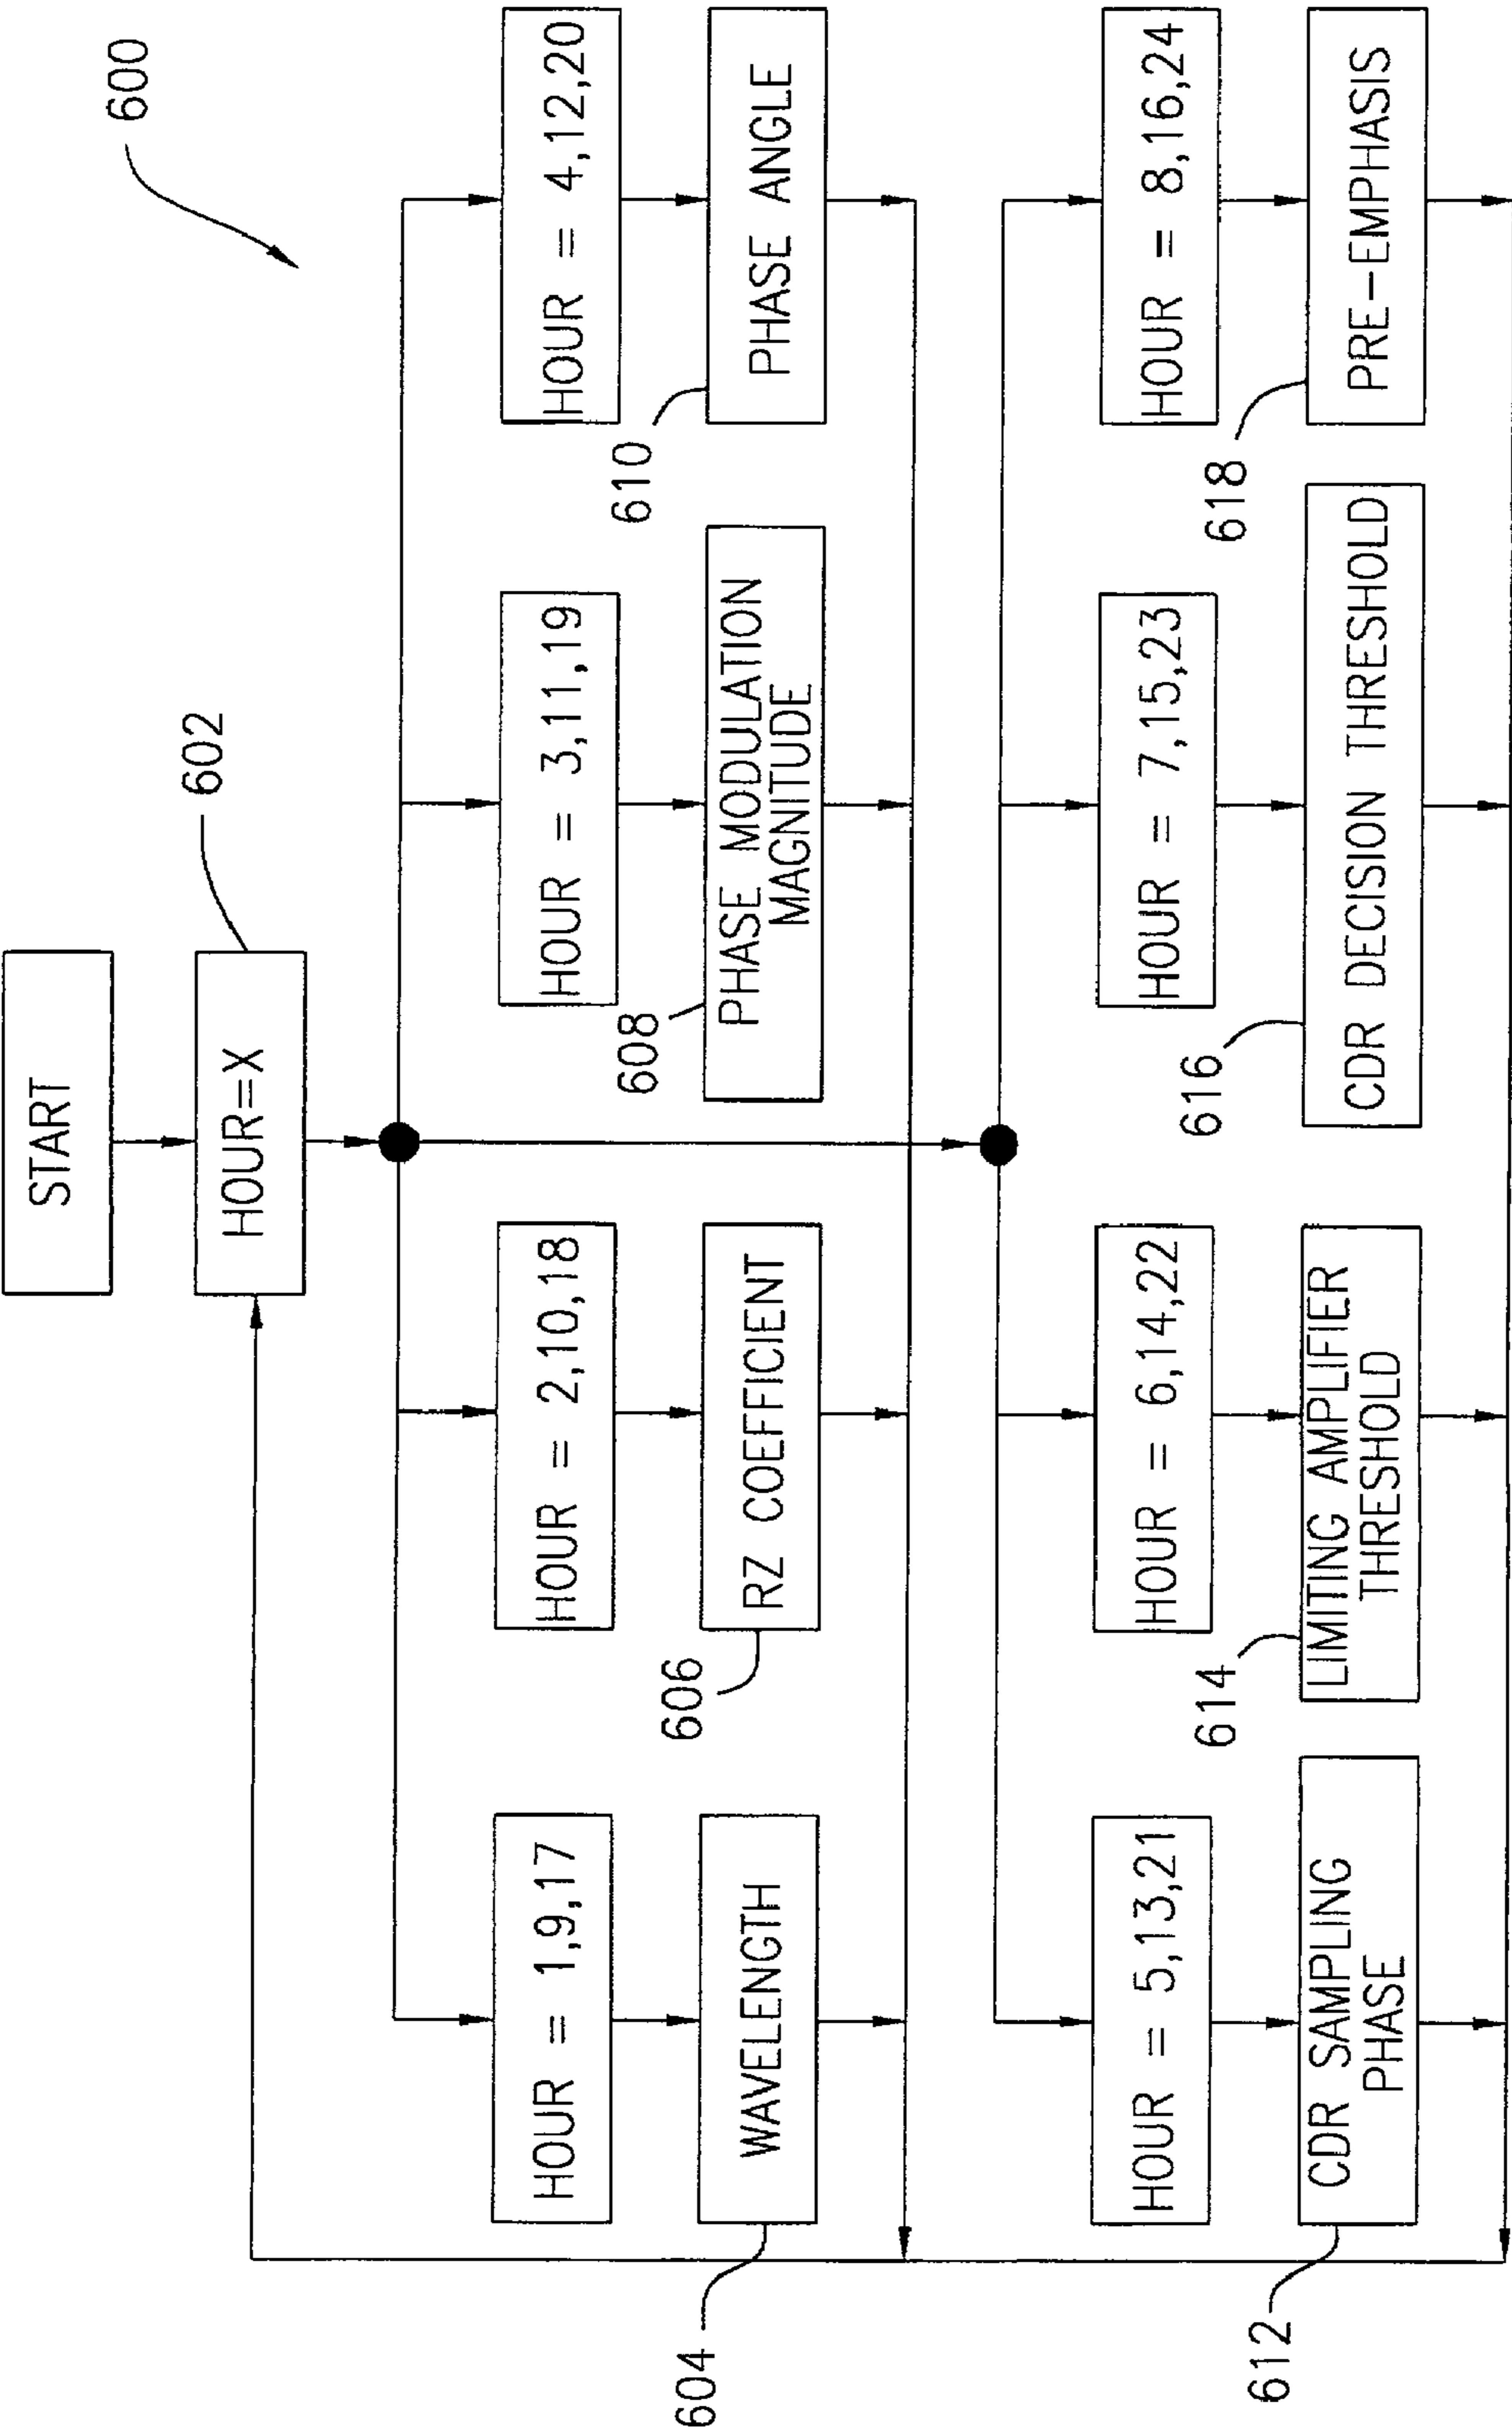 600
START
HOUR=X
602
HOUR = 1,9,17
HOUR = 2,10,18
HOUR = 3,11,19
HOUR = 4,12,20
604
WAVELENGTH
606
RZ COEFFICIENT
608
PHASE MODULATION
MAGNITUDE
610
PHASE ANGLE
HOUR = 5,13,21
HOUR = 6,14,22
HOUR = 7,15,23
HOUR = 8,16,24
612
CDR SAMPLING
PHASE
614
LIMITING AMPLIFIER
THRESHOLD
616
CDR DECISION THRESHOLD
618
PRE-EMPHASIS